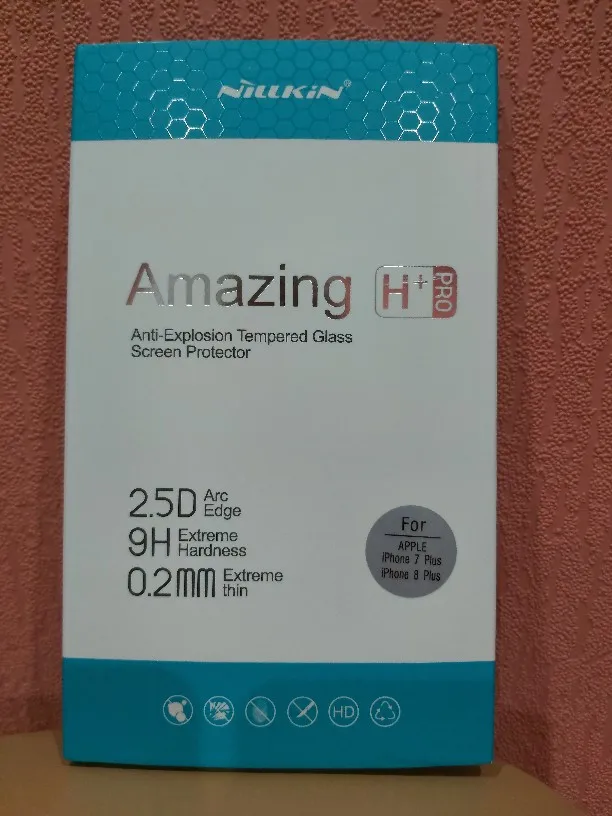 NILLKIN®
Amazing H+ PRO
Anti-Explosion Tempered Glass
Screen Protector
2.5D Arc
Edge
9H Extreme
Hardness
0.2mm Extreme
thin
For
APPLE
iPhone 7 Plus
iPhone 8 Plus
HD